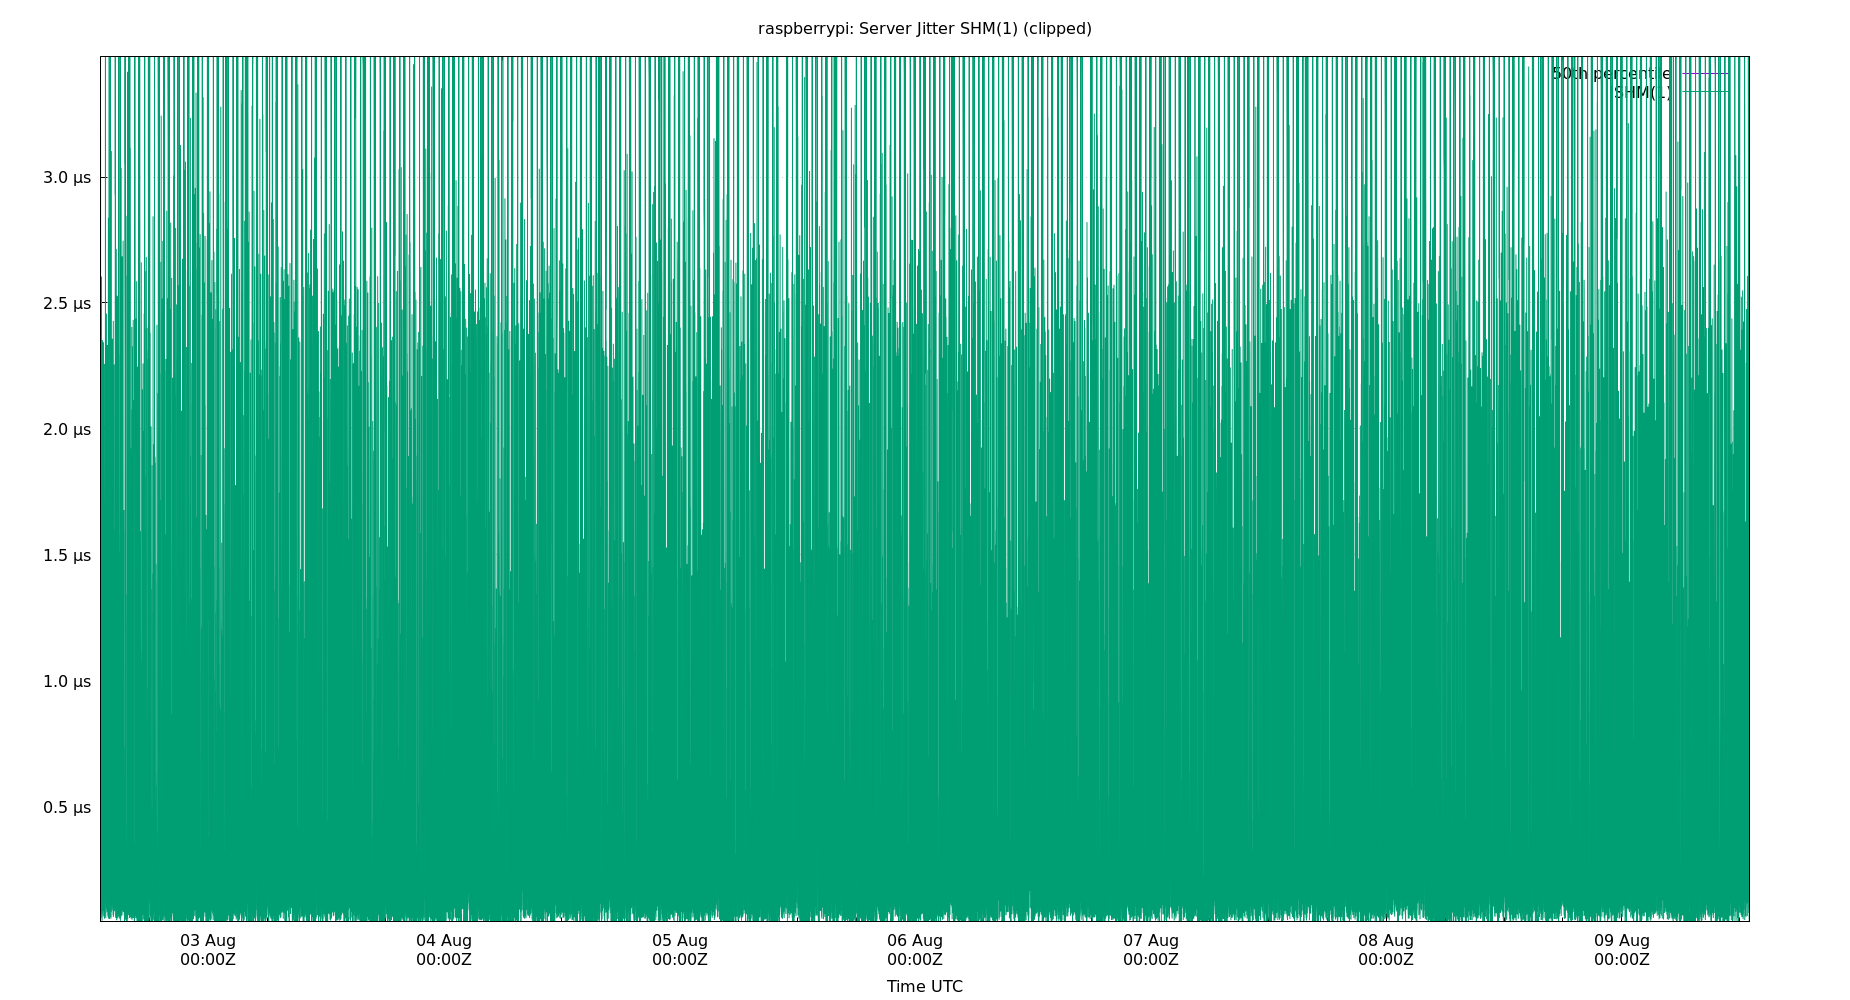 raspberrypi: Server Jitter SHM(1) (clipped)
50th percentile
SHM(1)
3.0 µs
2.5 µs
2.0 µs
1.5 µs
1.0 µs
0.5 µs
03 Aug 04 Aug 05 Aug 06 Aug 07 Aug 08 Aug 09 Aug
00:00Z 00:00Z 00:00Z 00:00Z 00:00Z 00:00Z 00:00Z
Time UTC